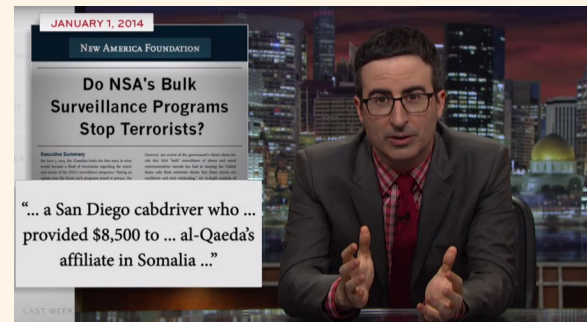 JANUARY 1, 2014
NEW AMERICA FOUNDATION
Do NSA's Bulk
Surveillance Programs
Stop Terrorists?
Executive Summary
“... a San Diego cabdriver who ...
provided $8,500 to ... al-Qaeda’s
affiliate in Somalia ...”
LAST WEEK